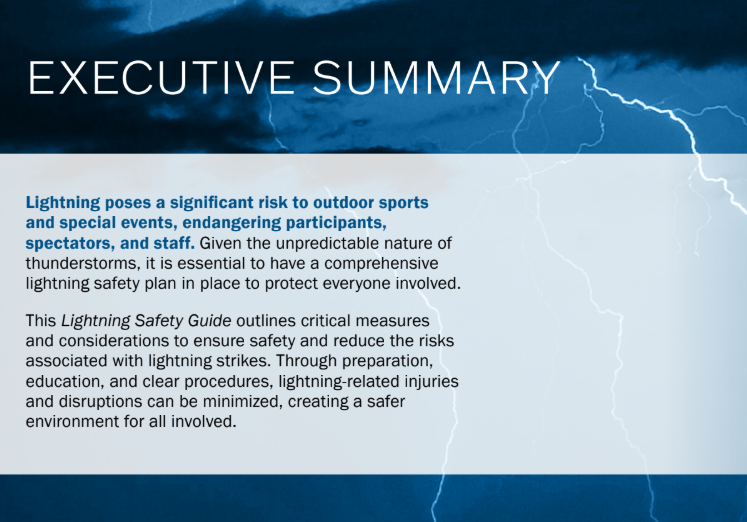 EXECUTIVE SUMMARY
Lightning poses a significant risk to outdoor sports
and special events, endangering participants,
spectators, and staff. Given the unpredictable nature of
thunderstorms, it is essential to have a comprehensive
lightning safety plan in place to protect everyone involved.
This Lightning Safety Guide outlines critical measures
and considerations to ensure safety and reduce the risks
associated with lightning strikes. Through preparation,
education, and clear procedures, lightning-related injuries
and disruptions can be minimized, creating a safer
environment for all involved.